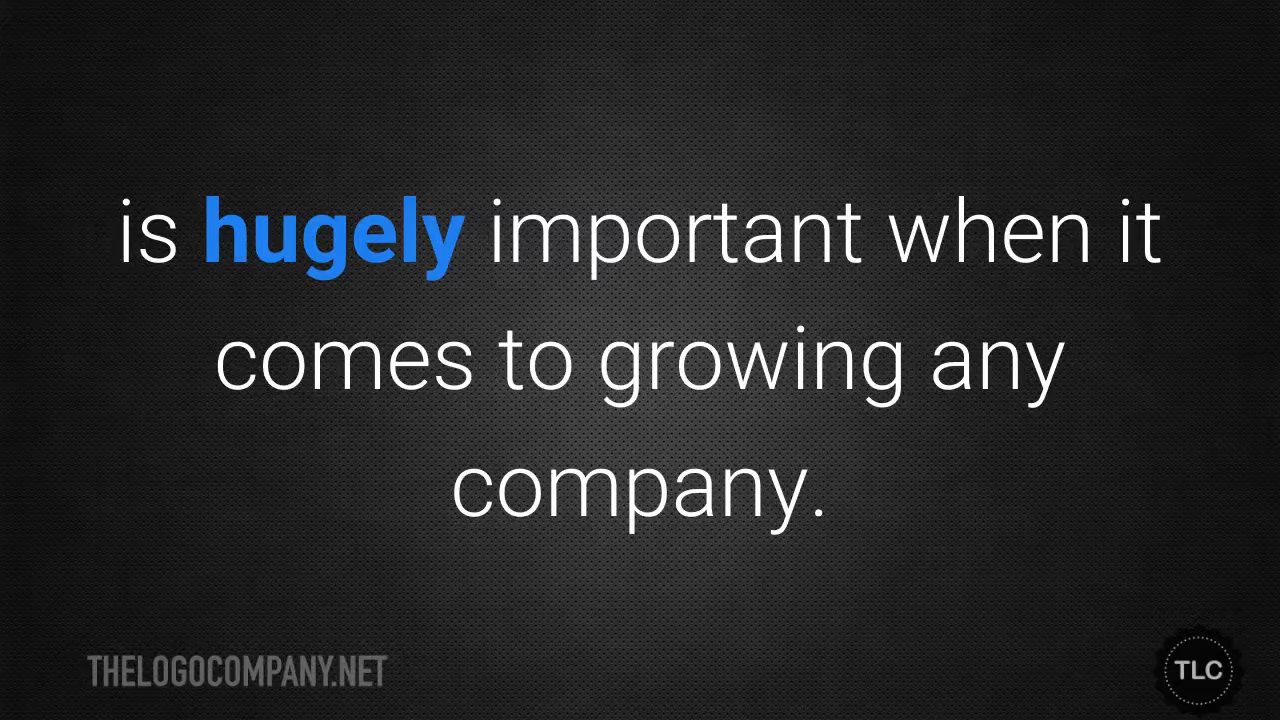 is hugely important when it
comes to growing any
company.
THELOGOCOMPANY.NET
TLC